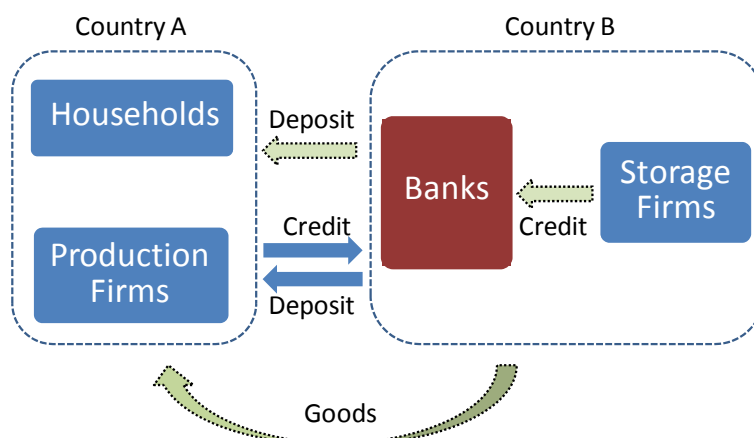 Country A
Country B
Households
Deposit
Banks
Storage
Firms
Credit
Production
Firms
Credit
Deposit
Goods